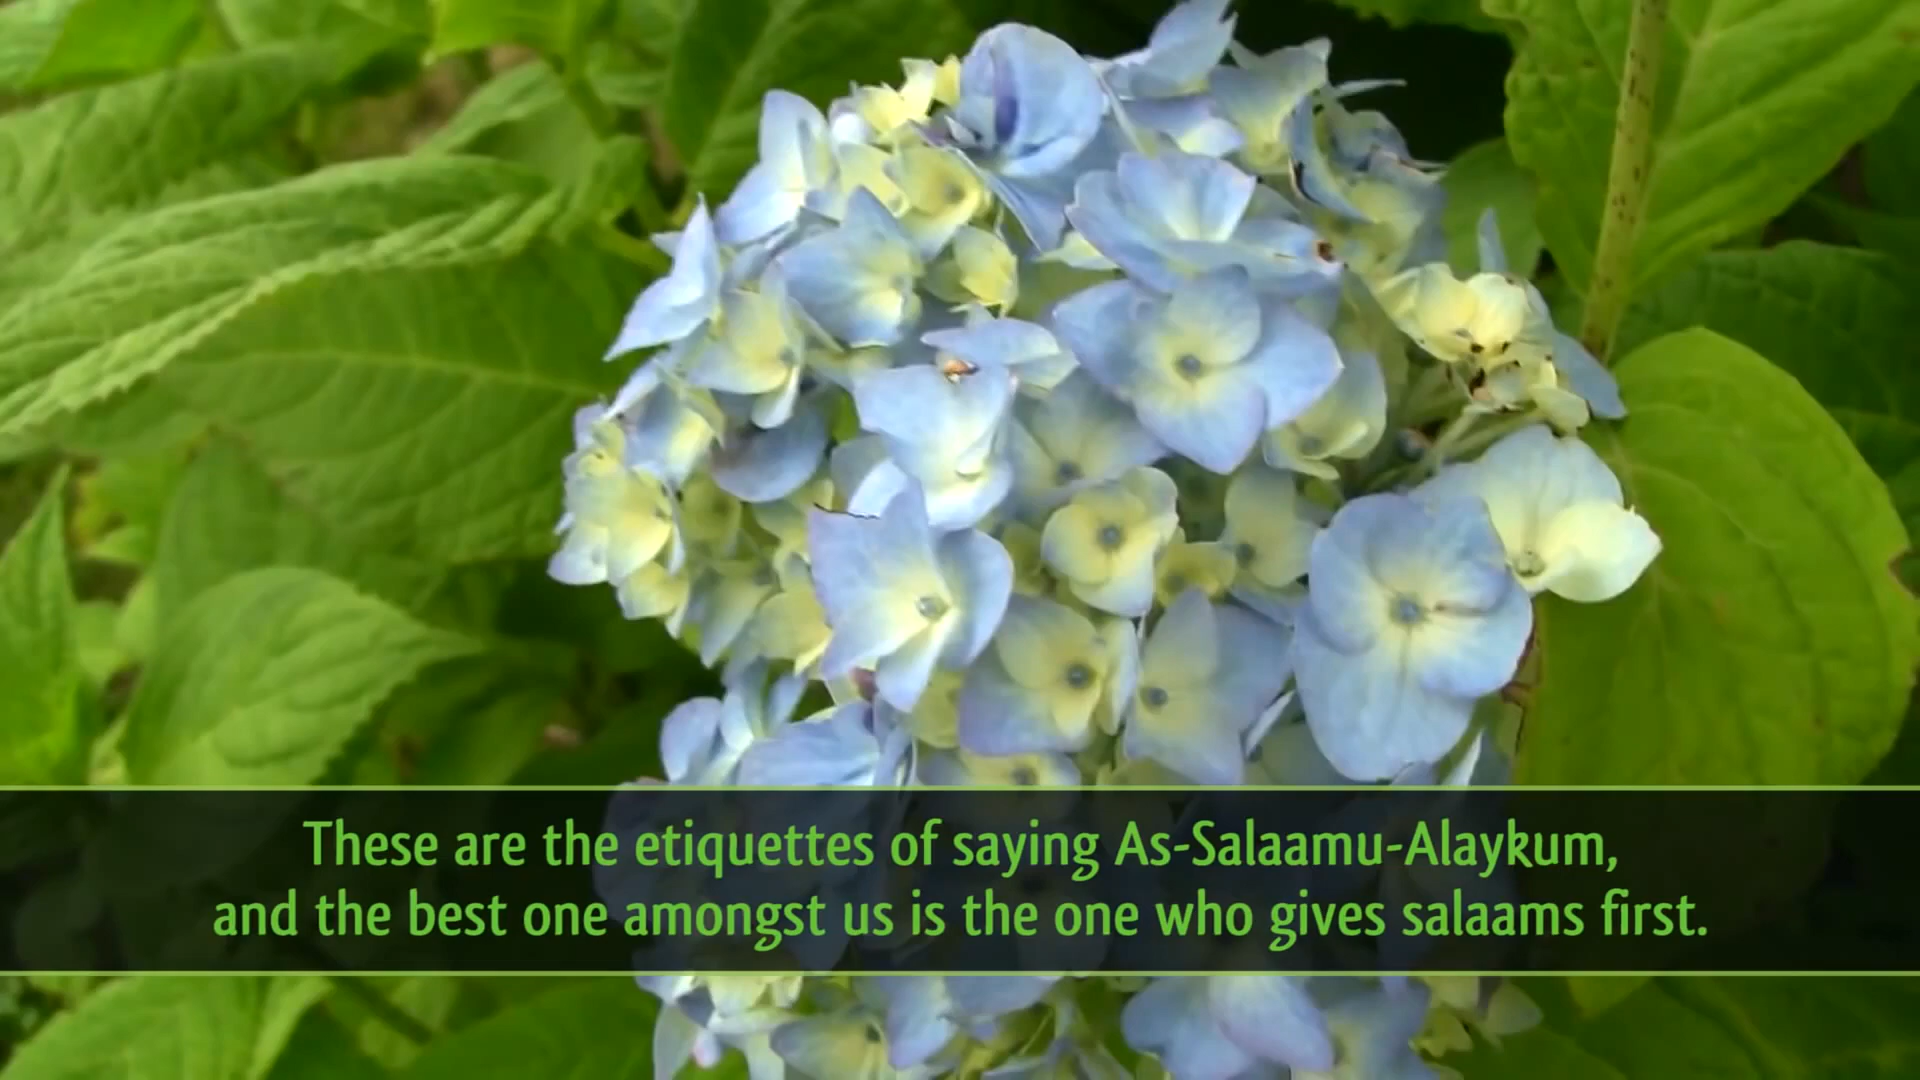 These are the etiquettes of saying As-Salaamu-Alaykum,
and the best one amongst us is the one who gives salaams first.